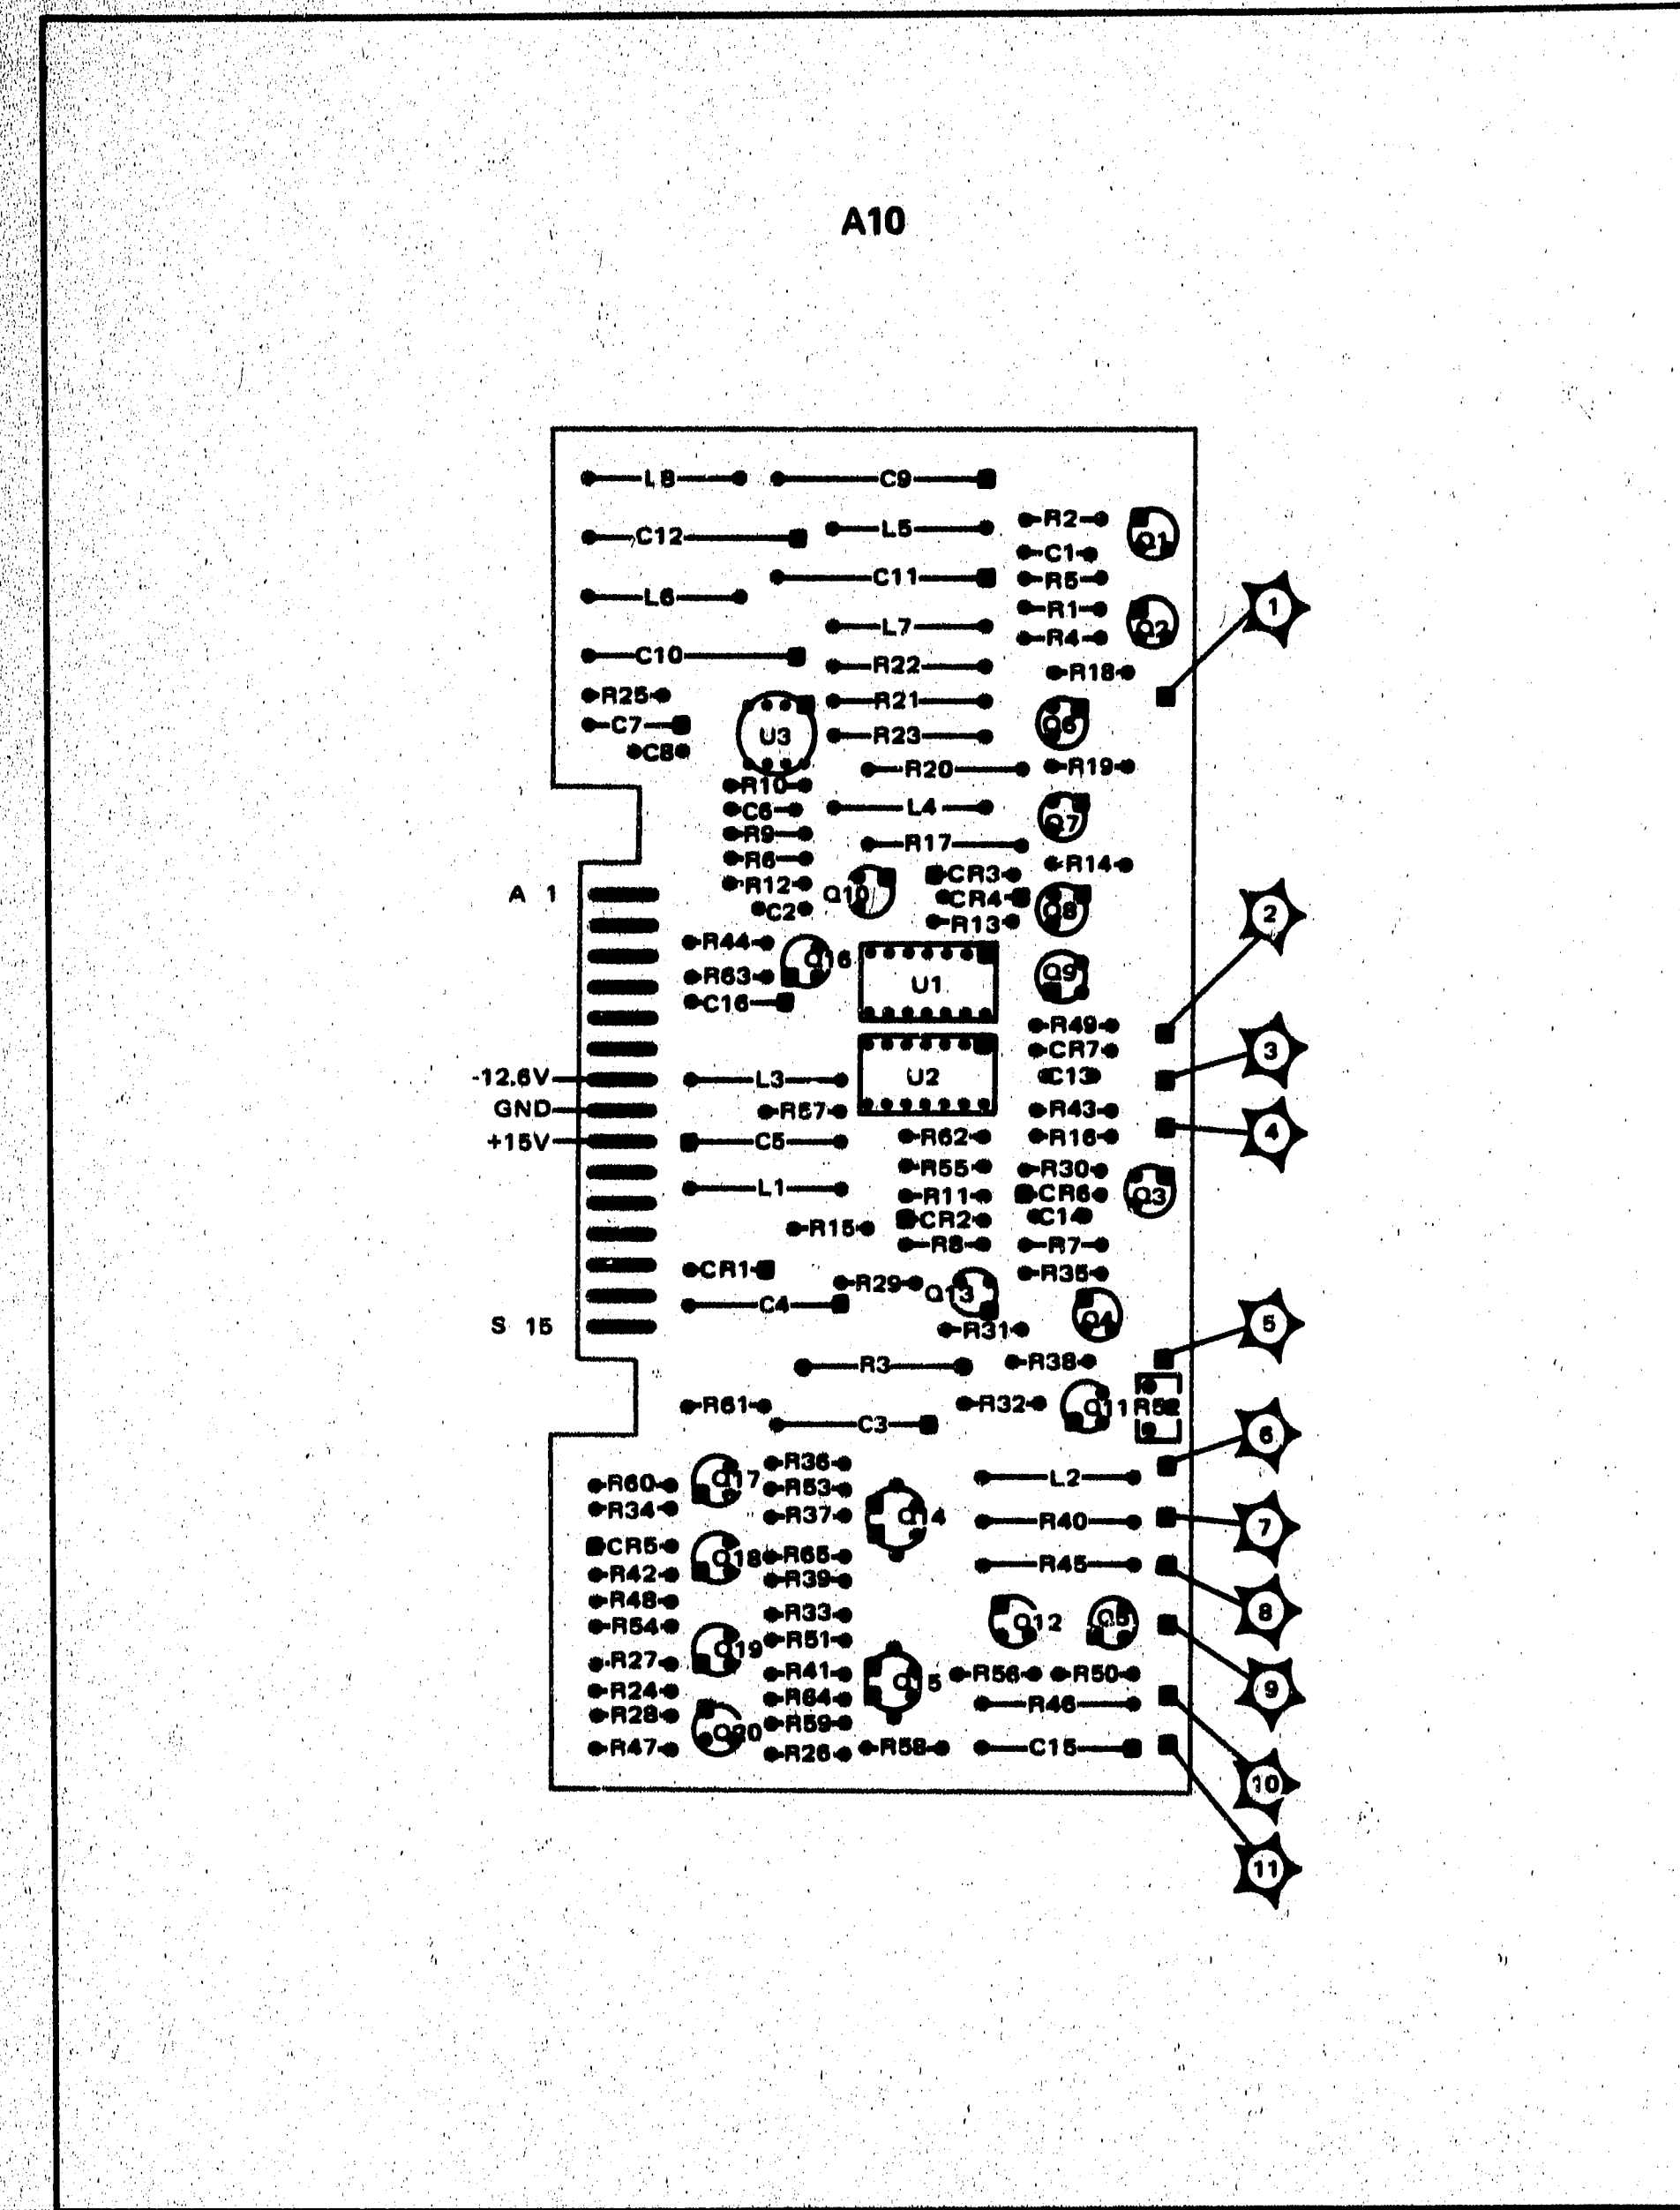 A10
L8 C9
R2
C12 L5 Q1
C1
C11 R5
L6 R1
L7 Q2
R4
C10 R22
R18
R25 R21
C7 U3 R23 Q6
C8
R20 R19
R10
C6 L4
Q7
R9 R17
R6 R14
R12 Q10 CR3
A 1 CR4
C2 Q8
R13
R44
Q16
R63 U1 Q9
C16
R49
CR7
-12.6V L3 U2 C13
GND R57 R43
+15V C5 R62 R16
R55 R30
L1 R11 CR6 Q3
R15 CR2 C14
R8 R7
CR1 R29 Q13 R35
C4 Q4
S 15 R31
R3 R38
R61 R32 Q11 R52
C3
R36
R60 Q17 R53 L2
R34 R37 Q14 R40
CR5 Q18 R65 R45
R42 R39
R48 R33 Q12 Q5
R54 R51
R27 Q19 R41 Q15 R56 R50
R24 R64 R46
R28 Q20 R59
R47 R26 R58 C15
1
2
3
4
5
6
7
8
9
10
11